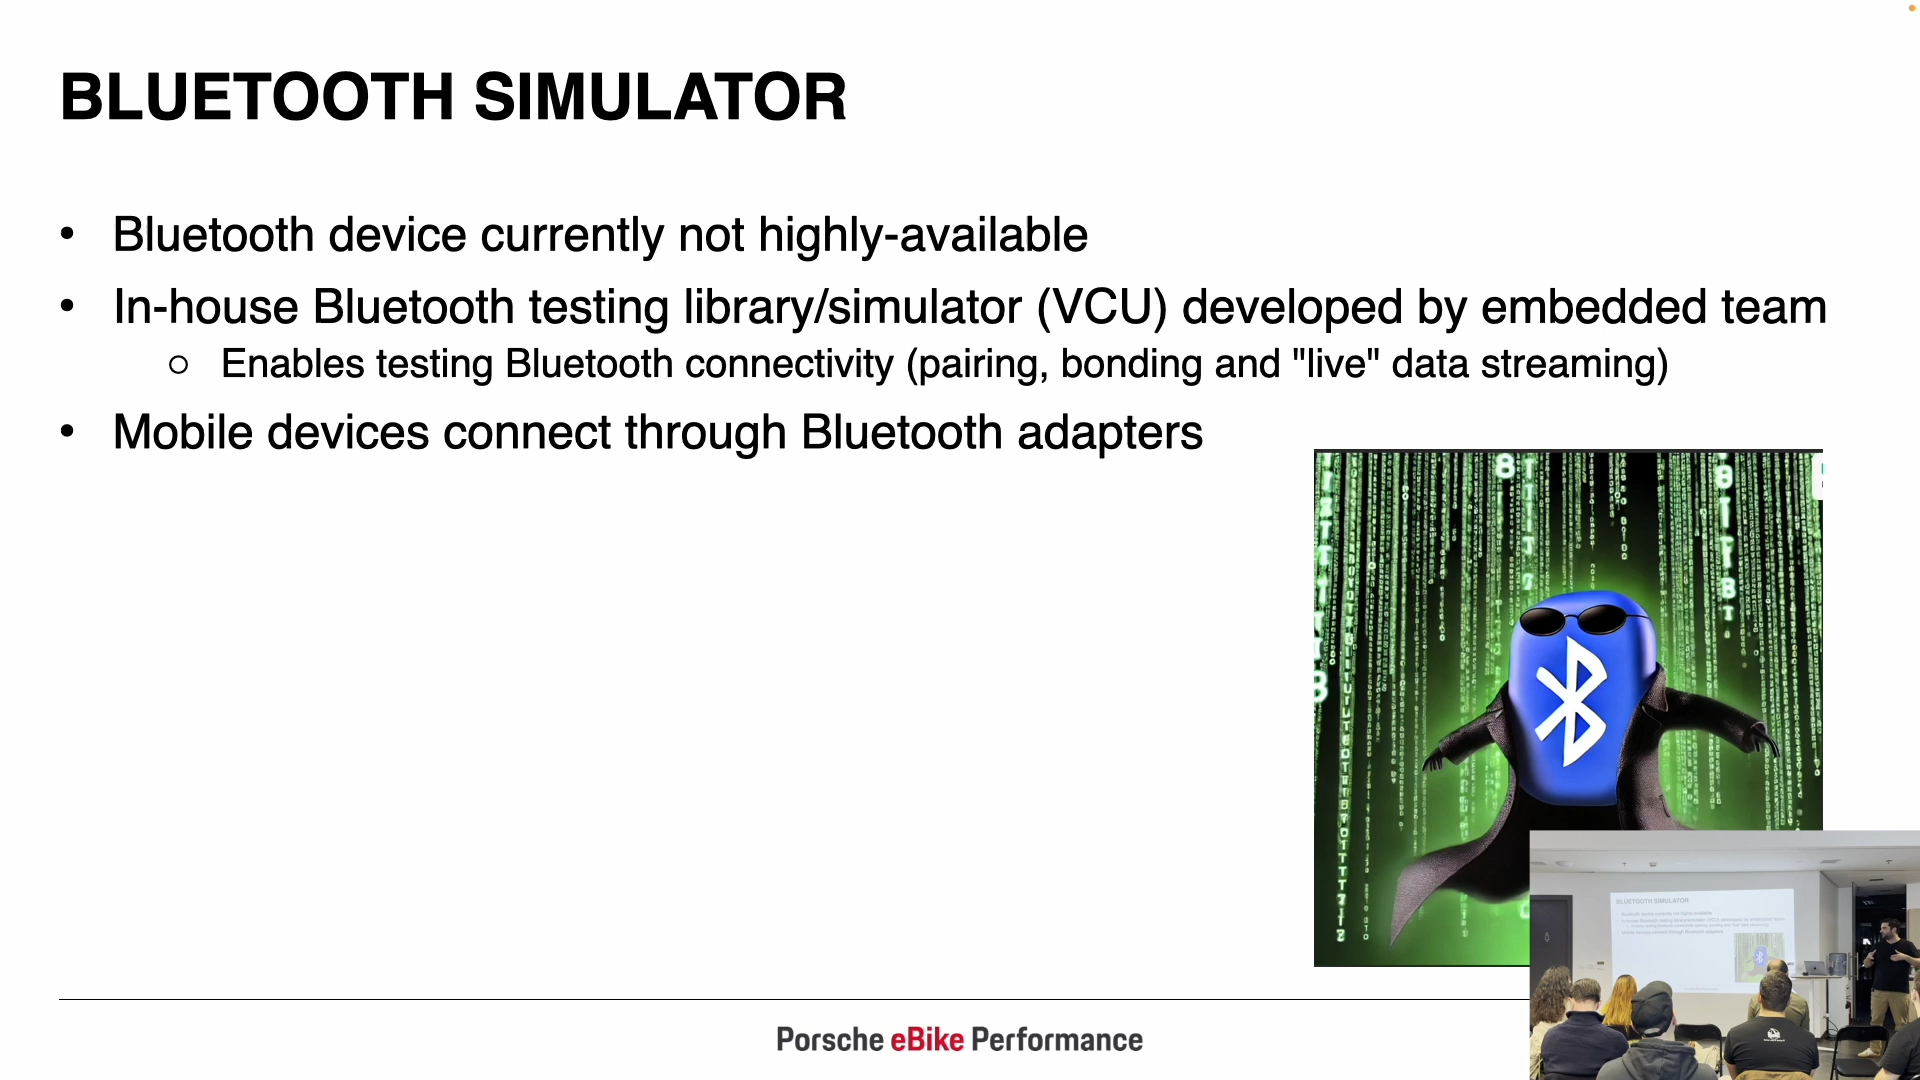 BLUETOOTH SIMULATOR
• Bluetooth device currently not highly-available
• In-house Bluetooth testing library/simulator (VCU) developed by embedded team
○ Enables testing Bluetooth connectivity (pairing, bonding and "live" data streaming)
• Mobile devices connect through Bluetooth adapters
Porsche eBike Performance
BLUETOOTH SIMULATOR